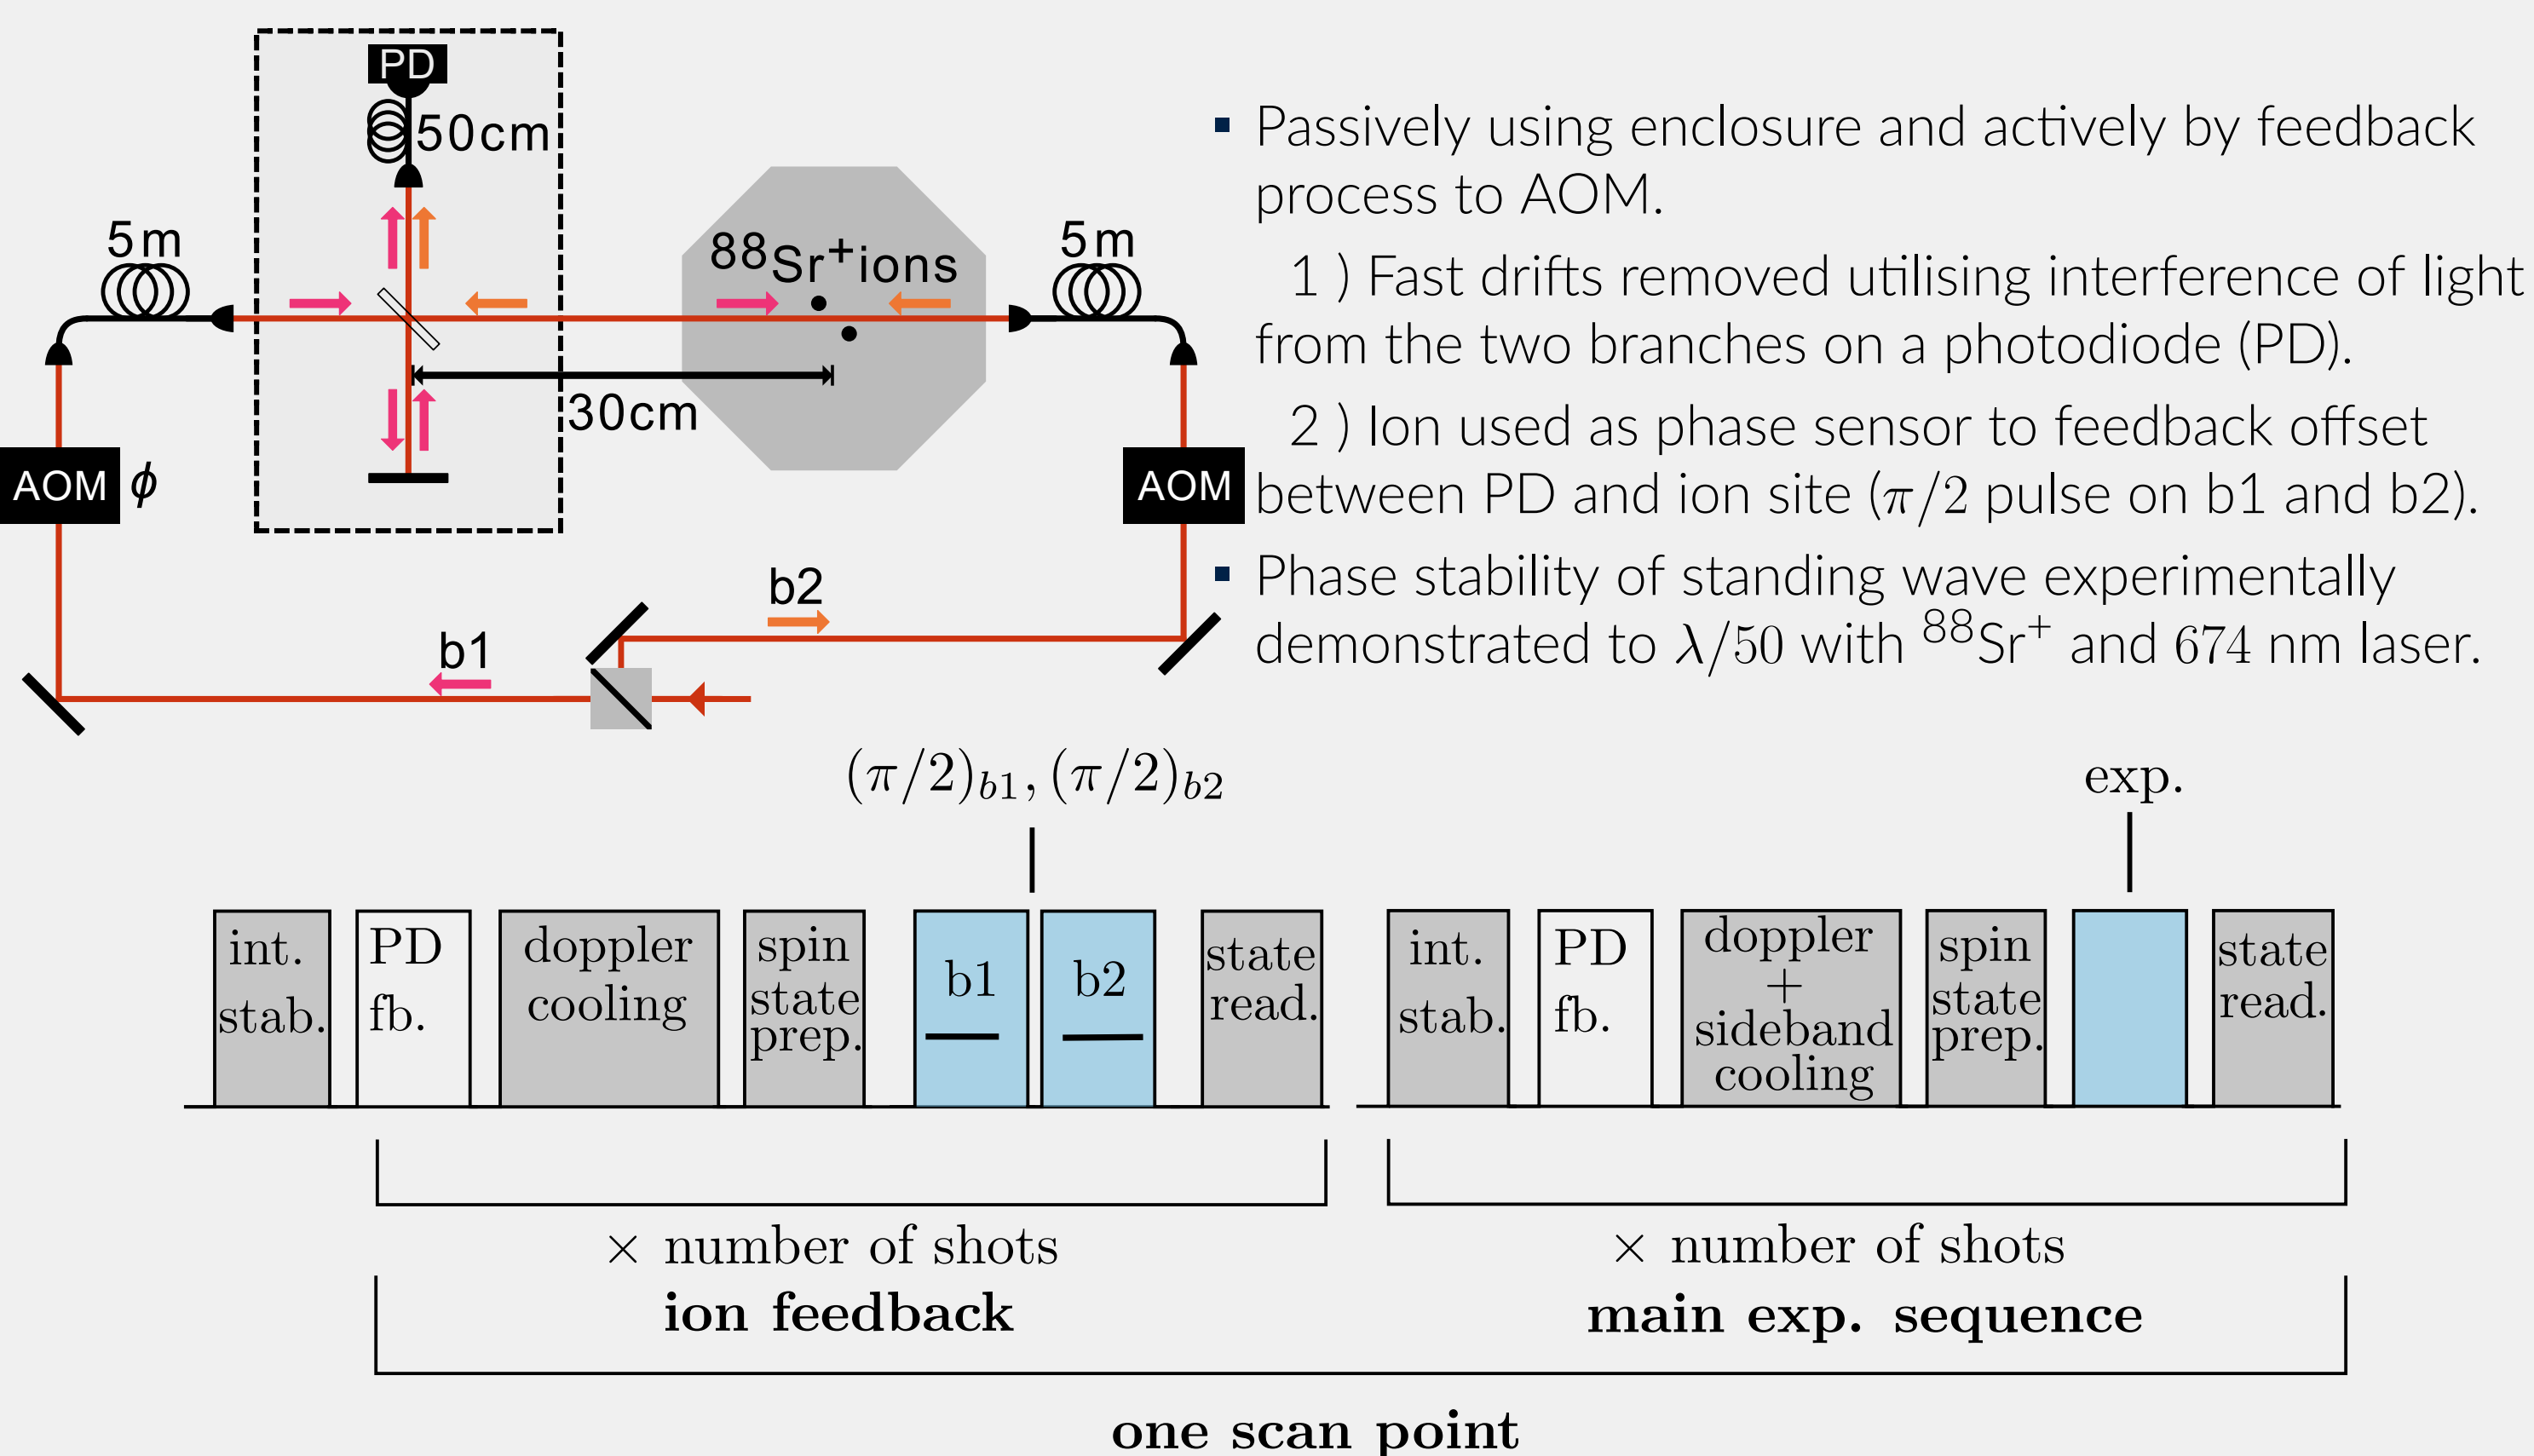 PD
50cm
5m
88Sr+ions
5m
30cm
AOM ϕ
AOM
b2
b1
▪ Passively using enclosure and actively by feedback
process to AOM.
1 ) Fast drifts removed utilising interference of light
from the two branches on a photodiode (PD).
2 ) Ion used as phase sensor to feedback offset
between PD and ion site (π/2 pulse on b1 and b2).
▪ Phase stability of standing wave experimentally
demonstrated to λ/50 with 88Sr+ and 674 nm laser.
(π/2)b1, (π/2)b2
exp.
int.
stab.
PD
fb.
doppler
cooling
spin
state
prep.
b1
b2
state
read.
int.
stab.
PD
fb.
doppler
+
sideband
cooling
spin
state
prep.
state
read.
× number of shots
ion feedback
× number of shots
main exp. sequence
one scan point